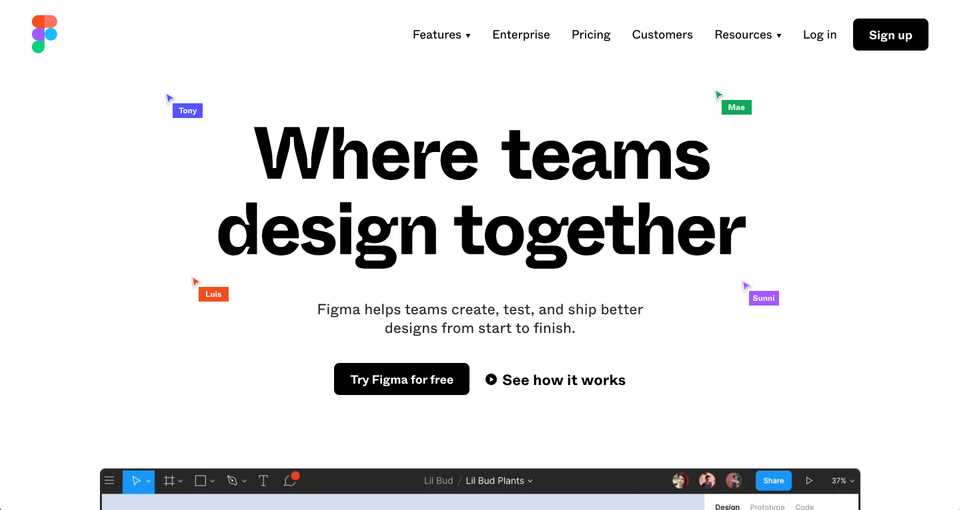 Features Enterprise Pricing Customers Resources Log in Sign up
Tony
Mae
Where teams
design together
Luis
Sunni
Figma helps teams create, test, and ship better
designs from start to finish.
Try Figma for free See how it works
Lil Bud / Lil Bud Plants Share 37%
Design Prototype Code